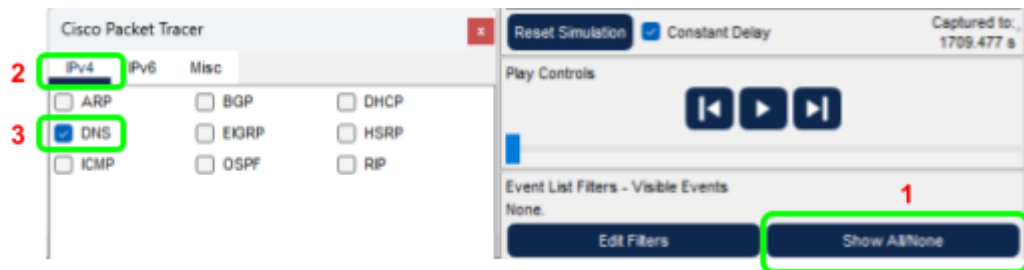 Cisco Packet Tracer
x
2
IPv4 IPv6 Misc
ARP BGP DHCP
3
DNS EIGRP HSRP
ICMP OSPF RIP
Reset Simulation Constant Delay
Captured to:
1709.477 s
Play Controls
Event List Filters - Visible Events
None.
1
Edit Filters Show All/None